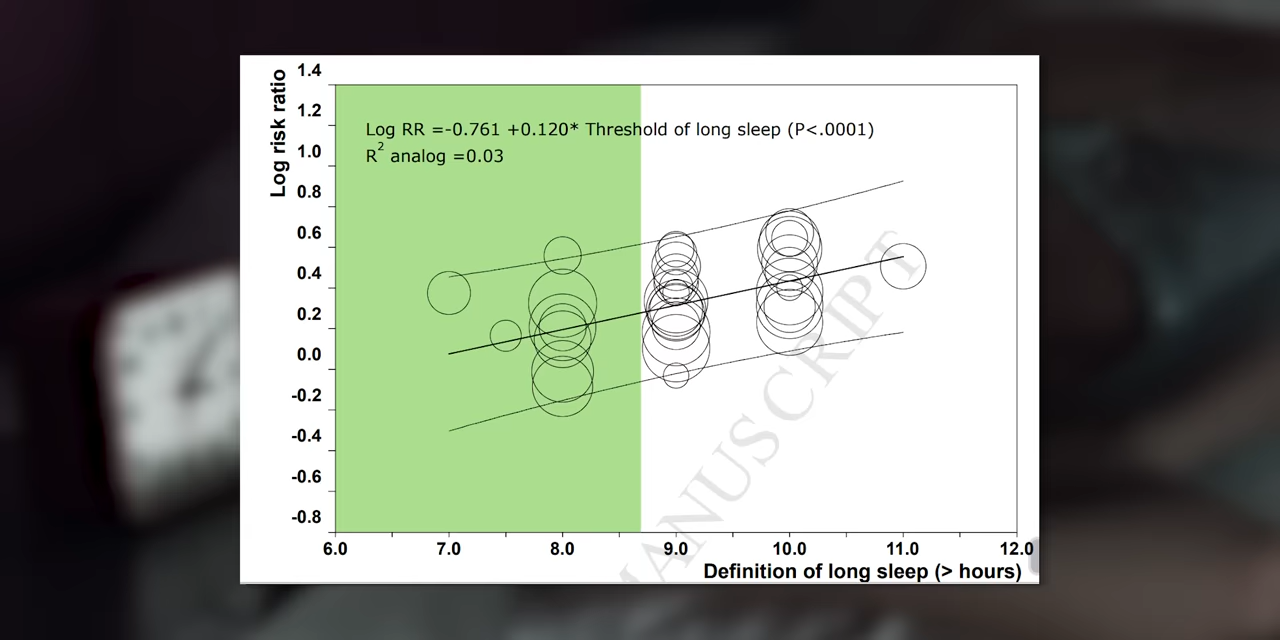 Log risk ratio
1.4
1.2
1.0
0.8
0.6
0.4
0.2
0.0
-0.2
-0.4
-0.6
-0.8
Log RR =-0.761 +0.120* Threshold of long sleep (P<.0001)
R² analog =0.03
MANUSCRIPT
6.0 7.0 8.0 9.0 10.0 11.0 12.0
Definition of long sleep (> hours)